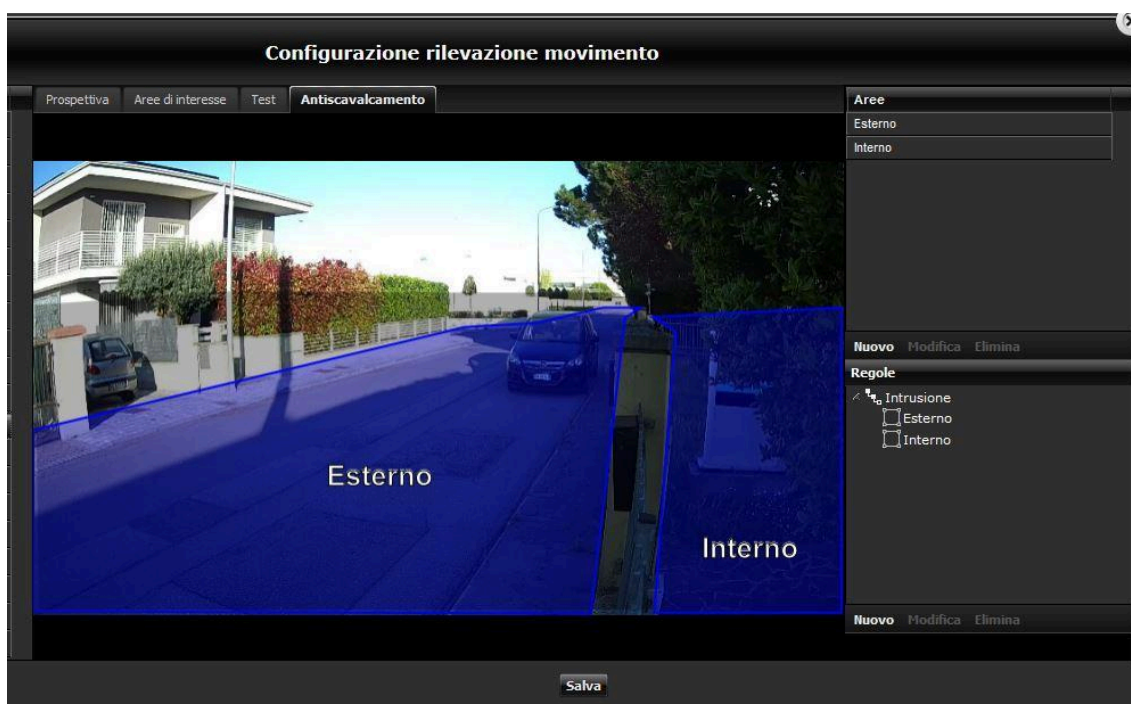 Configurazione rilevazione movimento
Prospettiva Aree di interesse Test Antiscavalcamento
Aree
Esterno
Interno
Nuovo Modifica Elimina
Regole
Intrusione
Esterno
Interno
Nuovo Modifica Elimina
Esterno
Interno
Salva